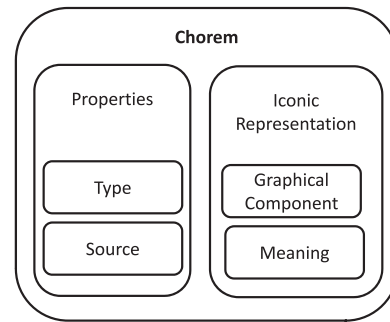 Chorem
Properties
Type
Source
Iconic
Representation
Graphical
Component
Meaning